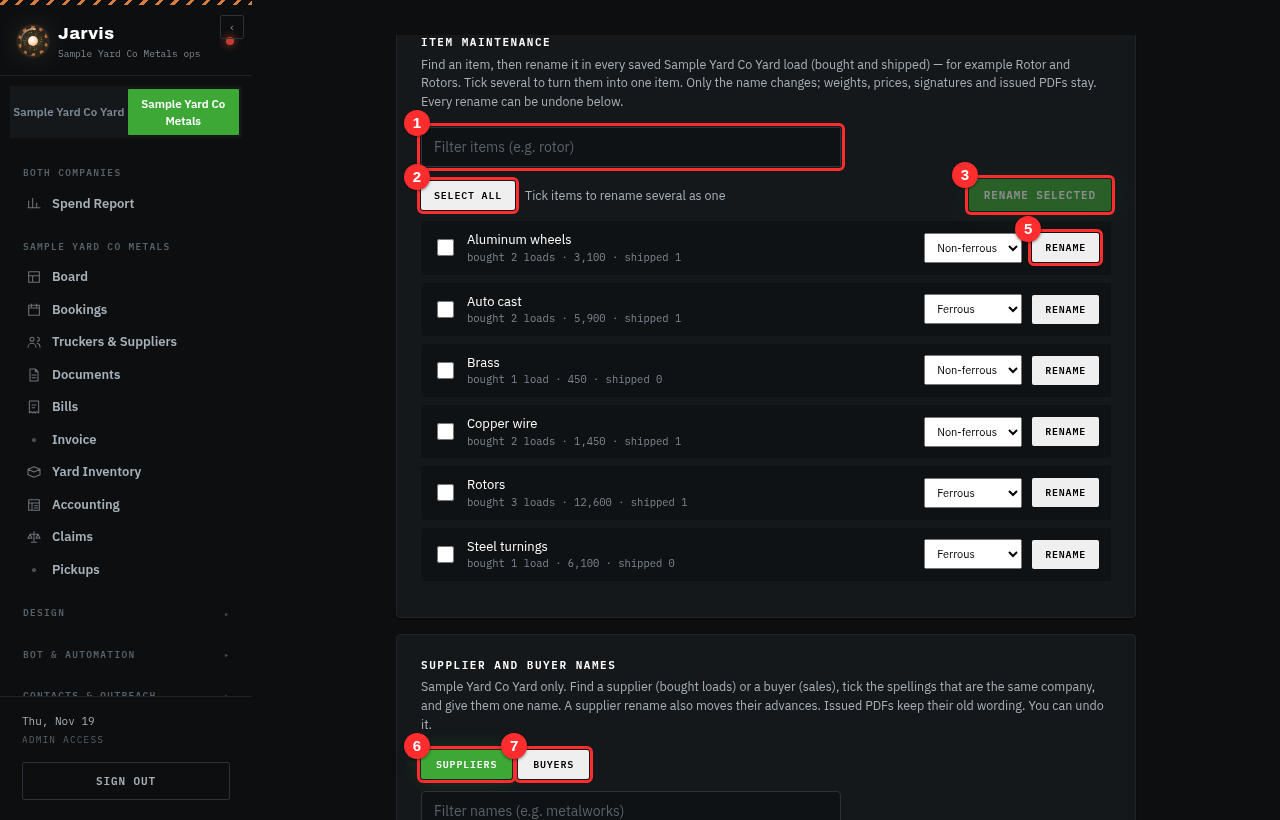 Jarvis
Sample Yard Co Metals ops
‹
Sample Yard Co Yard
Sample Yard Co
Metals
BOTH COMPANIES
Spend Report
SAMPLE YARD CO METALS
Board
Bookings
Truckers & Suppliers
Documents
Bills
Invoice
Yard Inventory
Accounting
Claims
Pickups
DESIGN
BOT & AUTOMATION
CONTACTS & OUTREACH
Thu, Nov 19
ADMIN ACCESS
SIGN OUT
ITEM MAINTENANCE
Find an item, then rename it in every saved Sample Yard Co Yard load (bought and shipped) — for example Rotor and
Rotors. Tick several to turn them into one item. Only the name changes; weights, prices, signatures and issued PDFs stay.
Every rename can be undone below.
1
Filter items (e.g. rotor)
2
SELECT ALL
Tick items to rename several as one
3
RENAME SELECTED
5
Aluminum wheels
bought 2 loads · 3,100 · shipped 1
Non-ferrous
RENAME
Auto cast
bought 2 loads · 5,900 · shipped 1
Ferrous
RENAME
Brass
bought 1 load · 450 · shipped 0
Non-ferrous
RENAME
Copper wire
bought 2 loads · 1,450 · shipped 1
Non-ferrous
RENAME
Rotors
bought 3 loads · 12,600 · shipped 1
Ferrous
RENAME
Steel turnings
bought 1 load · 6,100 · shipped 0
Ferrous
RENAME
SUPPLIER AND BUYER NAMES
Sample Yard Co Yard only. Find a supplier (bought loads) or a buyer (sales), tick the spellings that are the same company,
and give them one name. A supplier rename also moves their advances. Issued PDFs keep their old wording. You can undo
it.
6
SUPPLIERS
7
BUYERS
Filter names (e.g. metalworks)